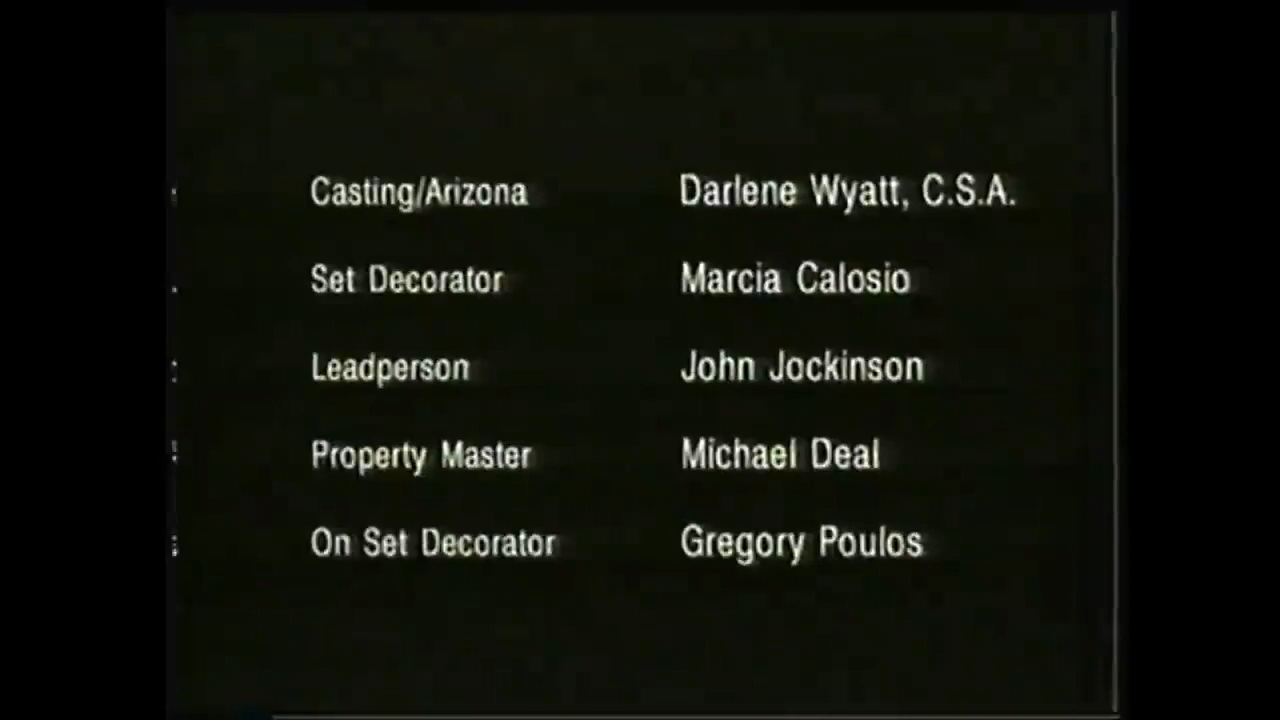 Casting/Arizona Darlene Wyatt, C.S.A.
Set Decorator Marcia Calosio
Leadperson John Jockinson
Property Master Michael Deal
On Set Decorator Gregory Poulos